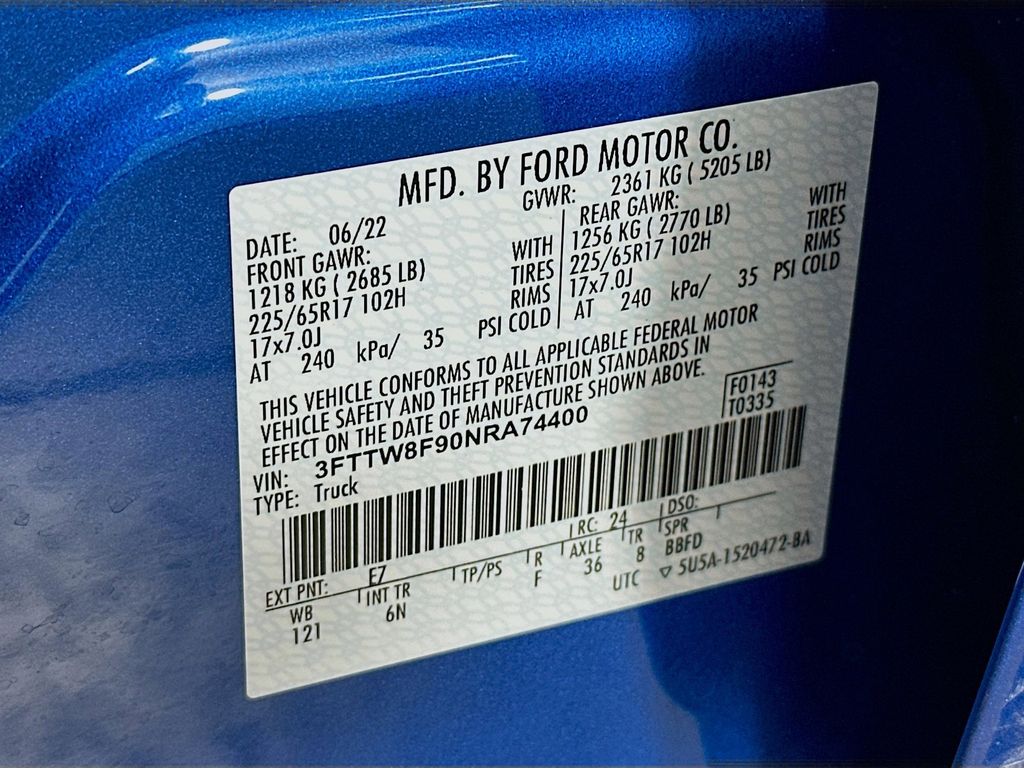 MFD. BY FORD MOTOR CO.
DATE: 06/22 GVWR: 2361 KG ( 5205 LB)
FRONT GAWR: REAR GAWR:
1218 KG ( 2685 LB) WITH 1256 KG ( 2770 LB) WITH
225/65R17 102H TIRES 225/65R17 102H TIRES
17x7.0J RIMS 17x7.0J RIMS
AT 240 kPa/ 35 PSI COLD AT 240 kPa/ 35 PSI COLD
THIS VEHICLE CONFORMS TO ALL APPLICABLE FEDERAL MOTOR
VEHICLE SAFETY AND THEFT PREVENTION STANDARDS IN
EFFECT ON THE DATE OF MANUFACTURE SHOWN ABOVE.
VIN: 3FTTW8F90NRA74400 F0143
TYPE: Truck T0335
EXT PNT: E7 RC: 24 DSO:
WB INT TR TP/PS R AXLE TR SPR
121 6N F 36 8 BBFD
UTC ▽ 5U5A-1520472-BA